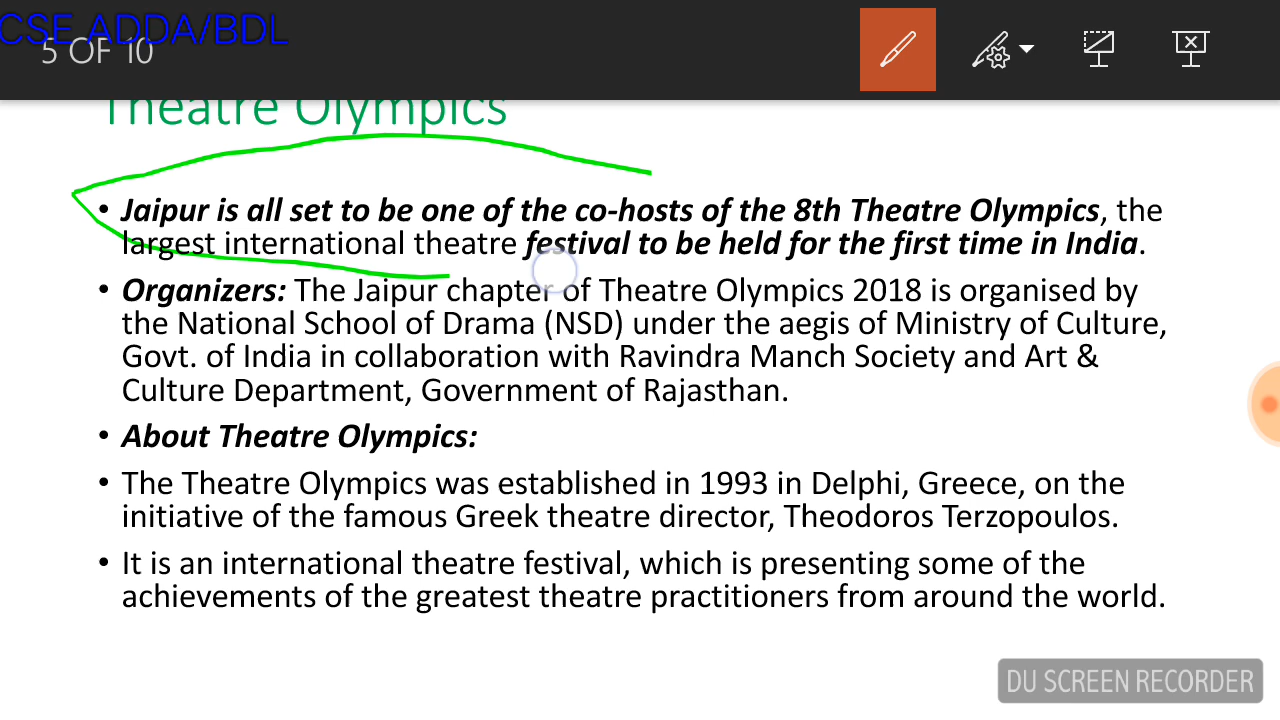 CSE ADDA/BDL
5 OF 10
Theatre Olympics
• Jaipur is all set to be one of the co-hosts of the 8th Theatre Olympics, the
largest international theatre festival to be held for the first time in India.
• Organizers: The Jaipur chapter of Theatre Olympics 2018 is organised by
the National School of Drama (NSD) under the aegis of Ministry of Culture,
Govt. of India in collaboration with Ravindra Manch Society and Art &
Culture Department, Government of Rajasthan.
• About Theatre Olympics:
• The Theatre Olympics was established in 1993 in Delphi, Greece, on the
initiative of the famous Greek theatre director, Theodoros Terzopoulos.
• It is an international theatre festival, which is presenting some of the
achievements of the greatest theatre practitioners from around the world.
DU SCREEN RECORDER